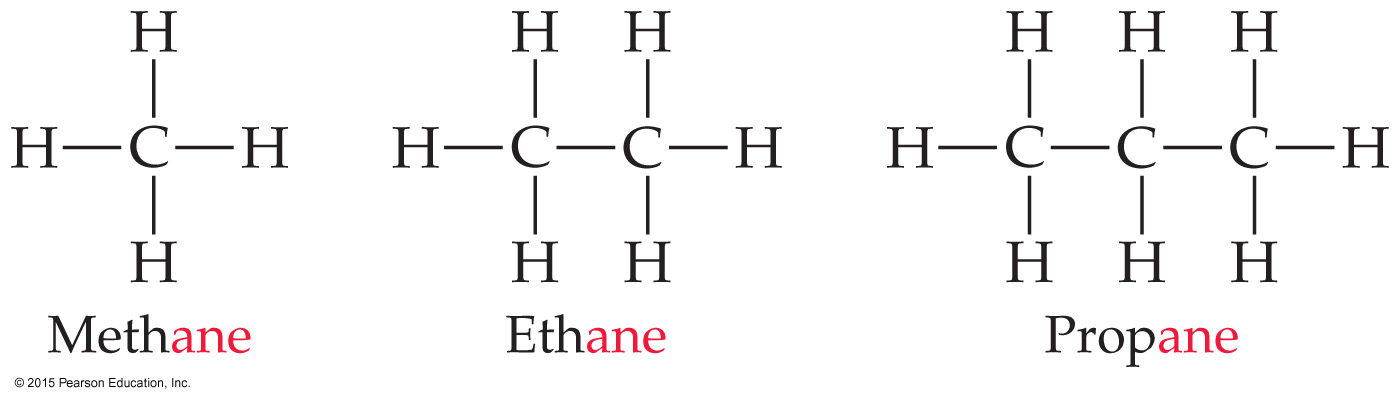 H H H H H H
H C H H C C H H C C C H
H H H H H H
Methane Ethane Propane
© 2015 Pearson Education, Inc.